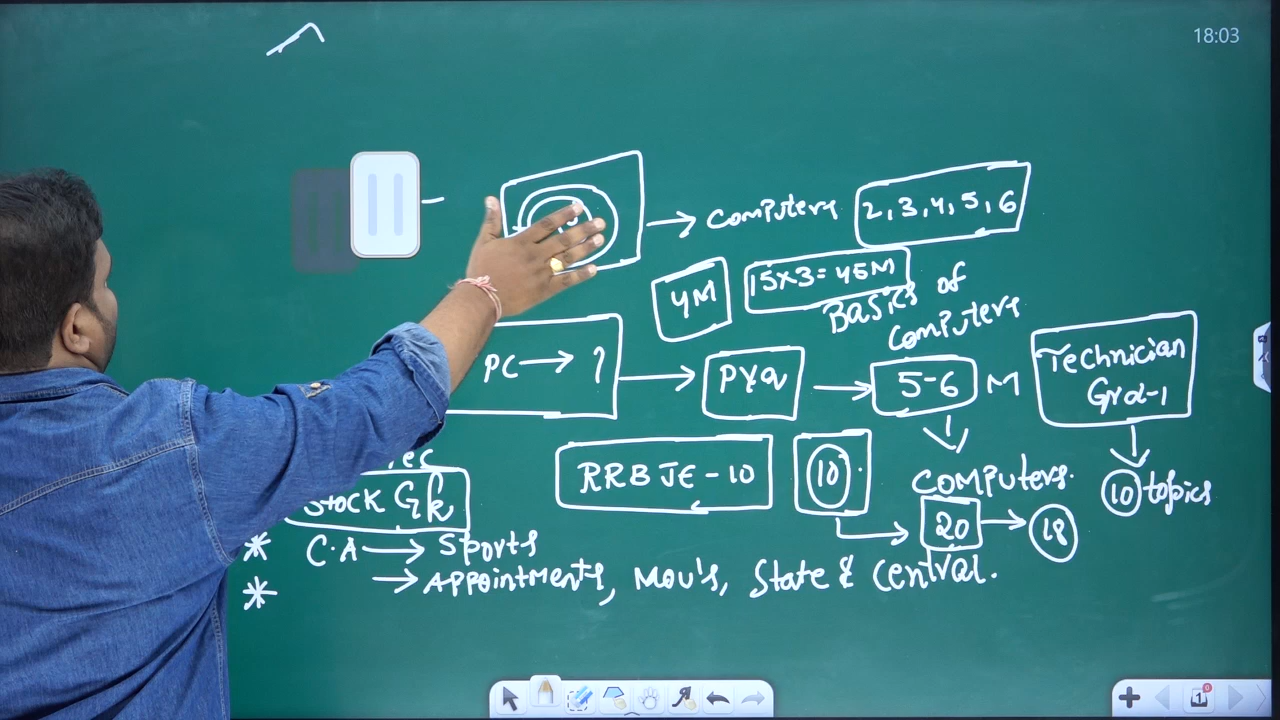 18:03
computers 2, 3, 4, 5, 6
4M 15x3=45M
Basics of
computers
PC→ ? → PYQ → 5-6 M Technician
Grd-1
RRB JE-10 10 computers. 10 topics
Stock Gk 20 → 18
* C.A → Sports
* → Appointments, Mou's, State & Central.
1